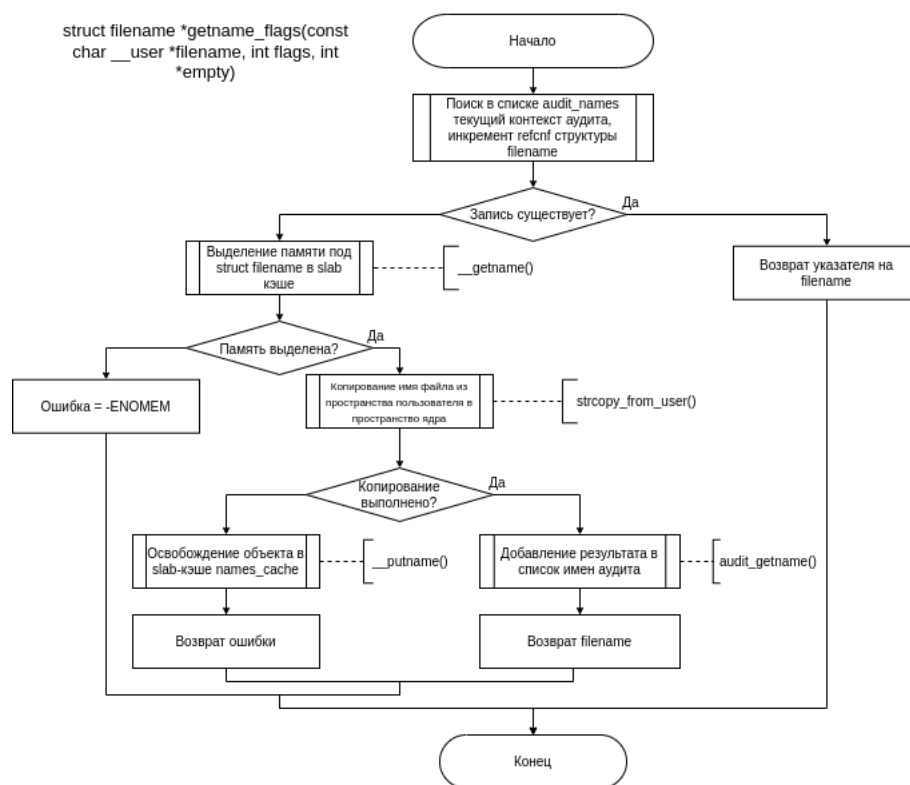 struct filename *getname_flags(const
char __user *filename, int flags, int
*empty)
Начало
Поиск в списке audit_names
текущий контекст аудита,
инкремент refcnf структуры
filename
Запись существует?
Да
Выделение памяти под
struct filename в slab
кэше
__getname()
Возврат указателя на
filename
Память выделена?
Да
Ошибка = -ENOMEM
Копирование имя файла из
пространства пользователя в
пространство ядра
strcopy_from_user()
Копирование
выполнено?
Да
Освобождение объекта в
slab-кэше names_cache
__putname()
Добавление результата в
список имен аудита
audit_getname()
Возврат ошибки
Возврат filename
Конец